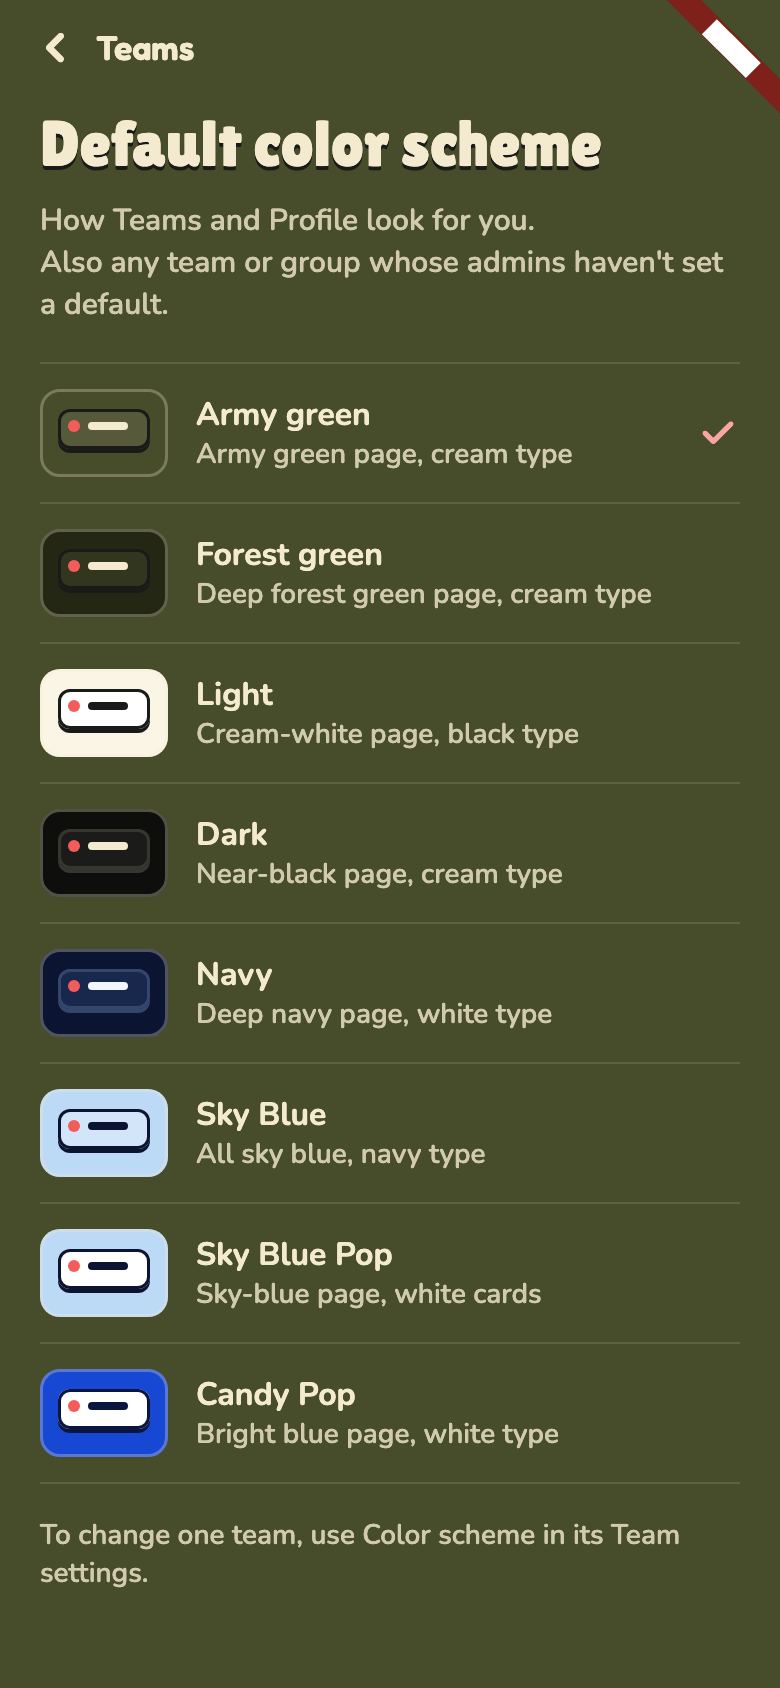 Teams
Default color scheme
How Teams and Profile look for you.
Also any team or group whose admins haven't set
a default.
Army green
Army green page, cream type
Forest green
Deep forest green page, cream type
Light
Cream-white page, black type
Dark
Near-black page, cream type
Navy
Deep navy page, white type
Sky Blue
All sky blue, navy type
Sky Blue Pop
Sky-blue page, white cards
Candy Pop
Bright blue page, white type
To change one team, use Color scheme in its Team
settings.